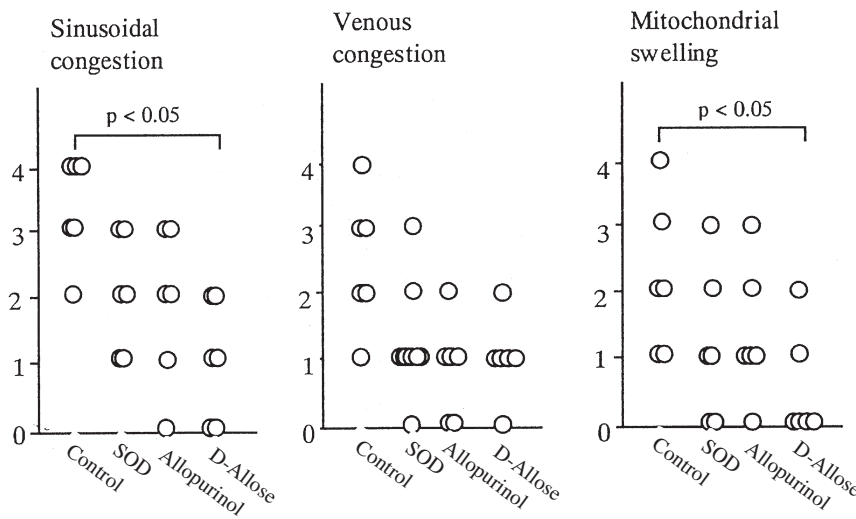 Sinusoidal
congestion
p < 0.05
4
3
2
1
0
Control
SOD
Allopurinol
D-Allose
Venous
congestion
4
3
2
1
0
Control
SOD
Allopurinol
D-Allose
Mitochondrial
swelling
p < 0.05
4
3
2
1
0
Control
SOD
Allopurinol
D-Allose